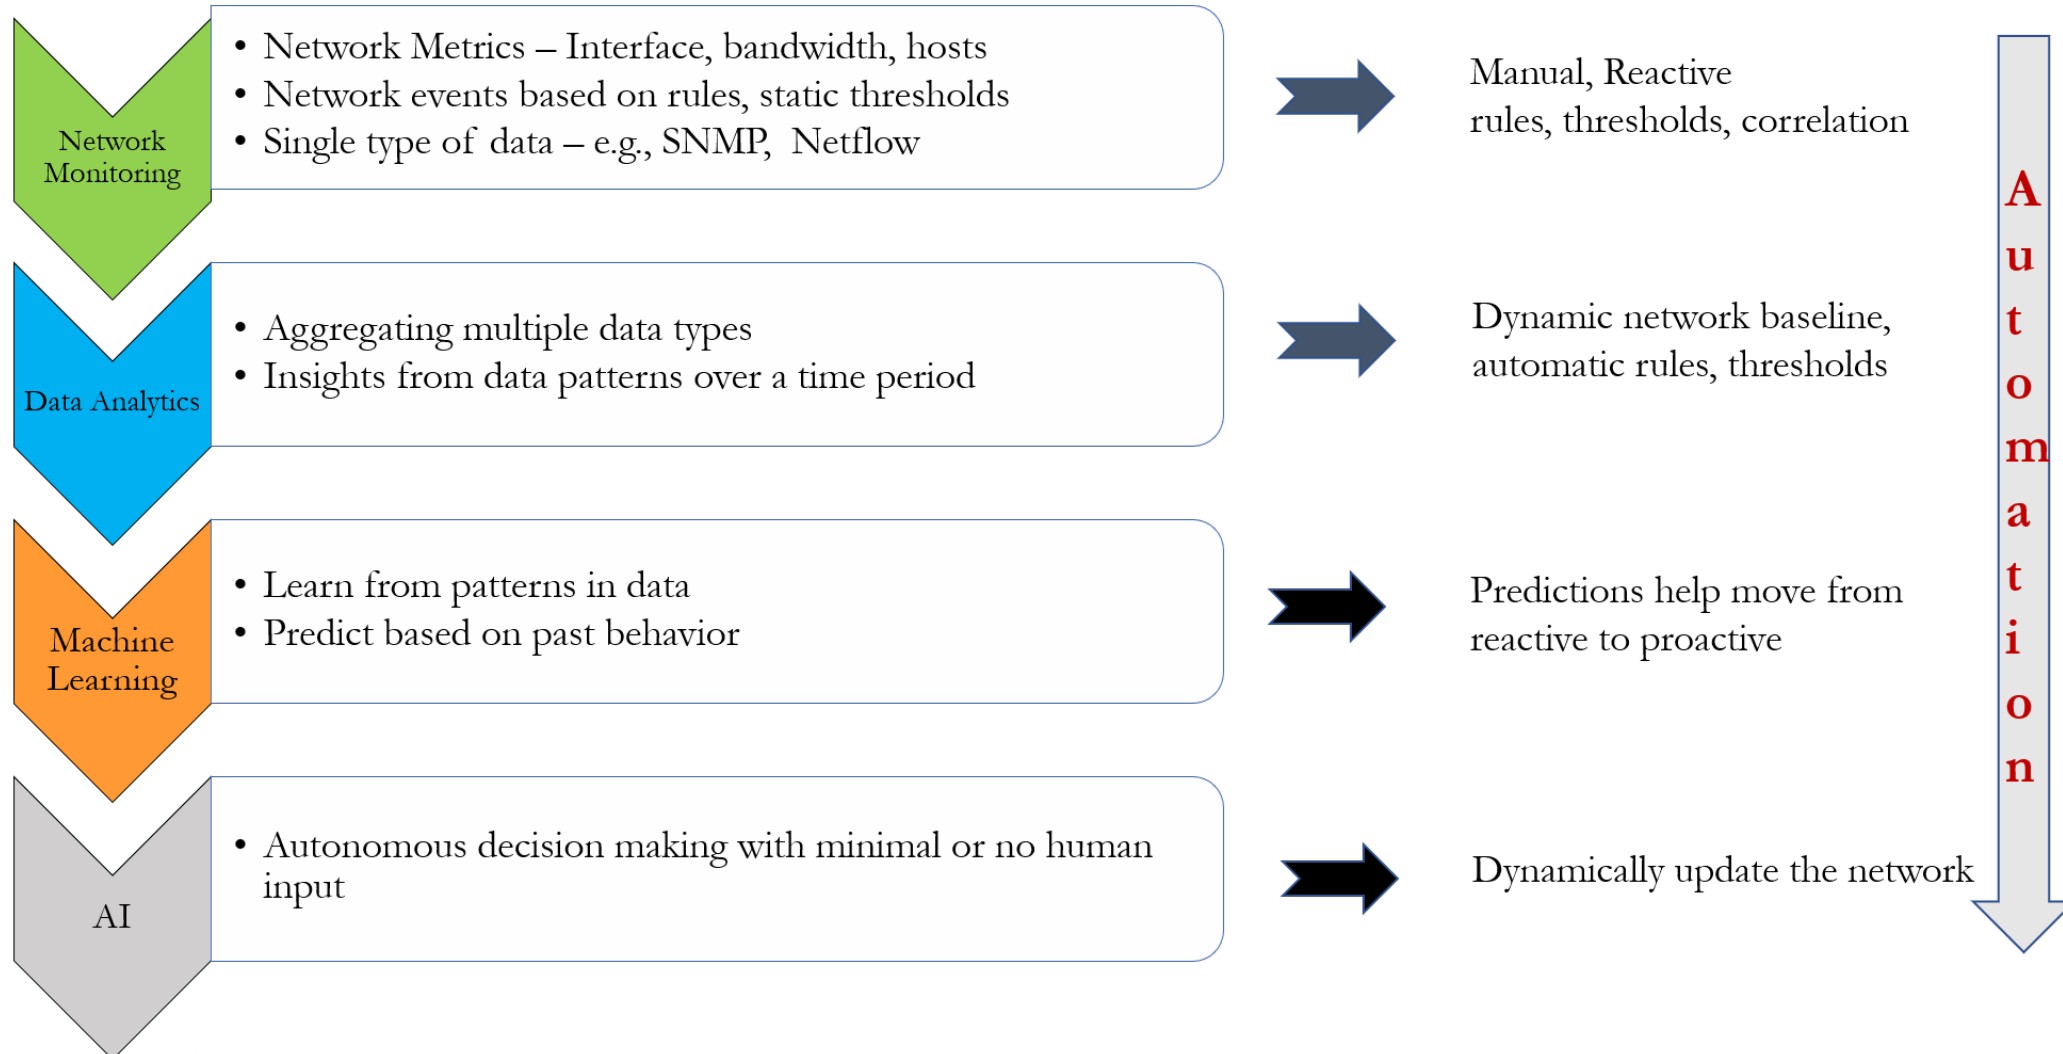 Network
Monitoring
• Network Metrics – Interface, bandwidth, hosts
• Network events based on rules, static thresholds
• Single type of data – e.g., SNMP, Netflow
Manual, Reactive
rules, thresholds, correlation
Data Analytics
• Aggregating multiple data types
• Insights from data patterns over a time period
Dynamic network baseline,
automatic rules, thresholds
Machine
Learning
• Learn from patterns in data
• Predict based on past behavior
Predictions help move from
reactive to proactive
AI
• Autonomous decision making with minimal or no human
input
Dynamically update the network
Automation